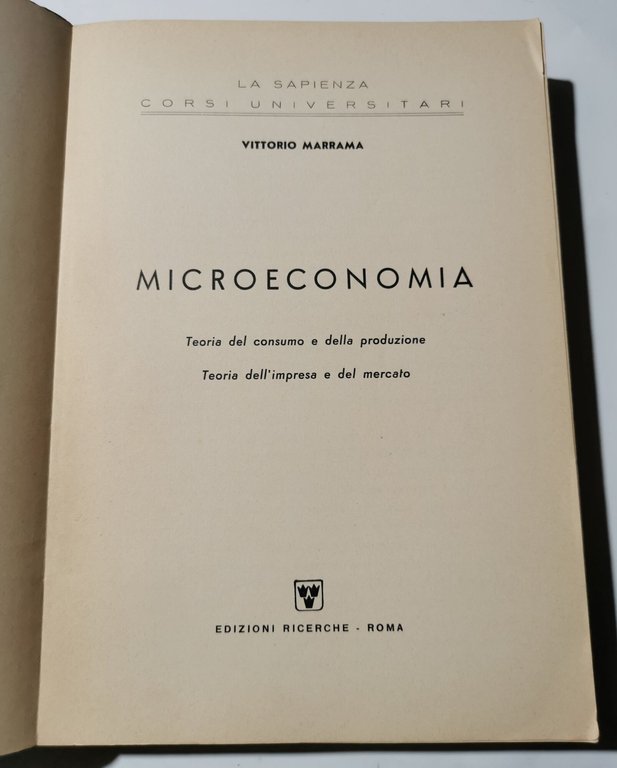 LA SAPIENZA
CORSI UNIVERSITARI
VITTORIO MARRAMA
MICROECONOMIA
Teoria del consumo e della produzione
Teoria dell'impresa e del mercato
EDIZIONI RICERCHE - ROMA